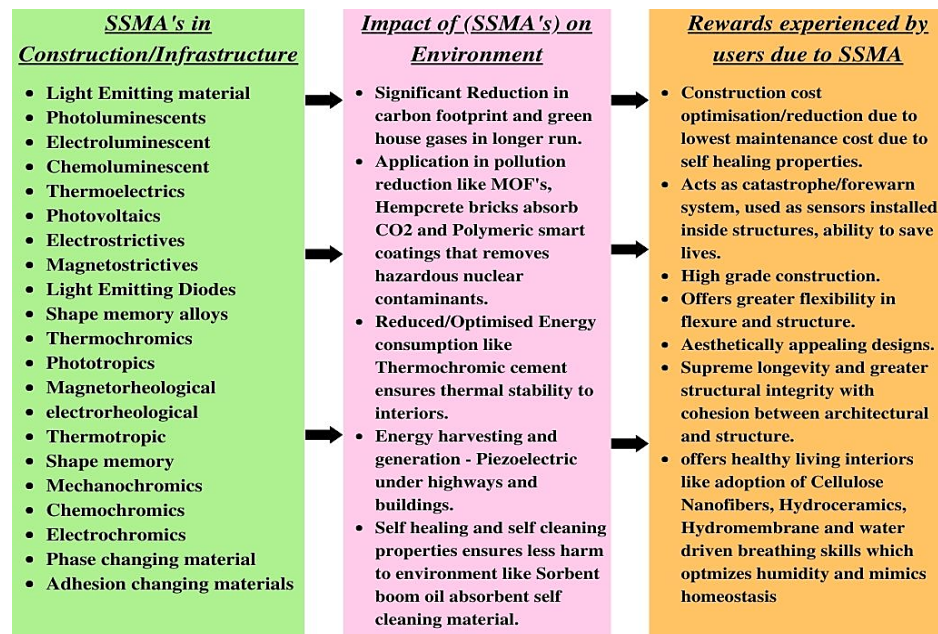 SSMA's in
Construction/Infrastructure
• Light Emitting material
• Photoluminescents
• Electroluminescent
• Chemoluminescent
• Thermoelectrics
• Photovoltaics
• Electrostrictives
• Magnetostrictives
• Light Emitting Diodes
• Shape memory alloys
• Thermochromics
• Phototropics
• Magnetorheological
• electrorheological
• Thermotropic
• Shape memory
• Mechanochromics
• Chemochromics
• Electrochromics
• Phase changing material
• Adhesion changing materials
Impact of (SSMA's) on
Environment
• Significant Reduction in
carbon footprint and green
house gases in longer run.
• Application in pollution
reduction like MOF's,
Hempcrete bricks absorb
CO2 and Polymeric smart
coatings that removes
hazardous nuclear
contaminants.
• Reduced/Optimised Energy
consumption like
Thermochromic cement
ensures thermal stability to
interiors.
• Energy harvesting and
generation - Piezoelectric
under highways and
buildings.
• Self healing and self cleaning
properties ensures less harm
to environment like Sorbent
boom oil absorbent self
cleaning material.
Rewards experienced by
users due to SSMA
• Construction cost
optimisation/reduction due to
lowest maintenance cost due to
self healing properties.
• Acts as catastrophe/forewarn
system, used as sensors installed
inside structures, ability to save
lives.
• High grade construction.
• Offers greater flexibility in
flexure and structure.
• Aesthetically appealing designs.
• Supreme longevity and greater
structural integrity with
cohesion between architectural
and structure.
• offers healthy living interiors
like adoption of Cellulose
Nanofibers, Hydroceramics,
Hydromembrane and water
driven breathing skills which
optmizes humidity and mimics
homeostasis